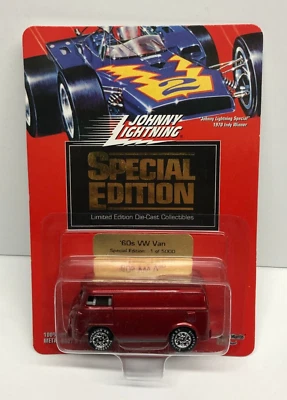 2
"Johnny Lightning Special"
1970 Indy Winner
JOHNNY
LIGHTNING
SPECIAL
EDITION
Limited Edition Die-Cast Collectibles
'60s VW Van
Special Edition - 1 of 5000